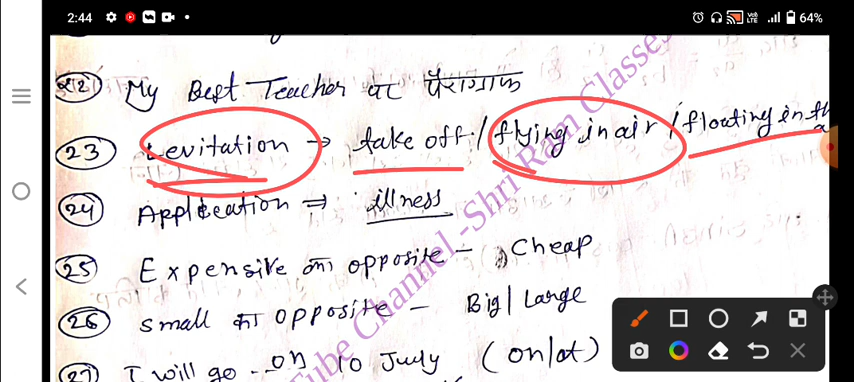 2:44 64%
22) My Best Teacher पर पैराग्राफ
23 Levitation → take off / flying in air / floating in th
24 Application ⇒ illness
25 Expensive का opposite - Cheap
26 Small का opposite - Big/Large
27 I will go ..on 10 July (on/at)
Tube Channel.-Shri Ram Classes